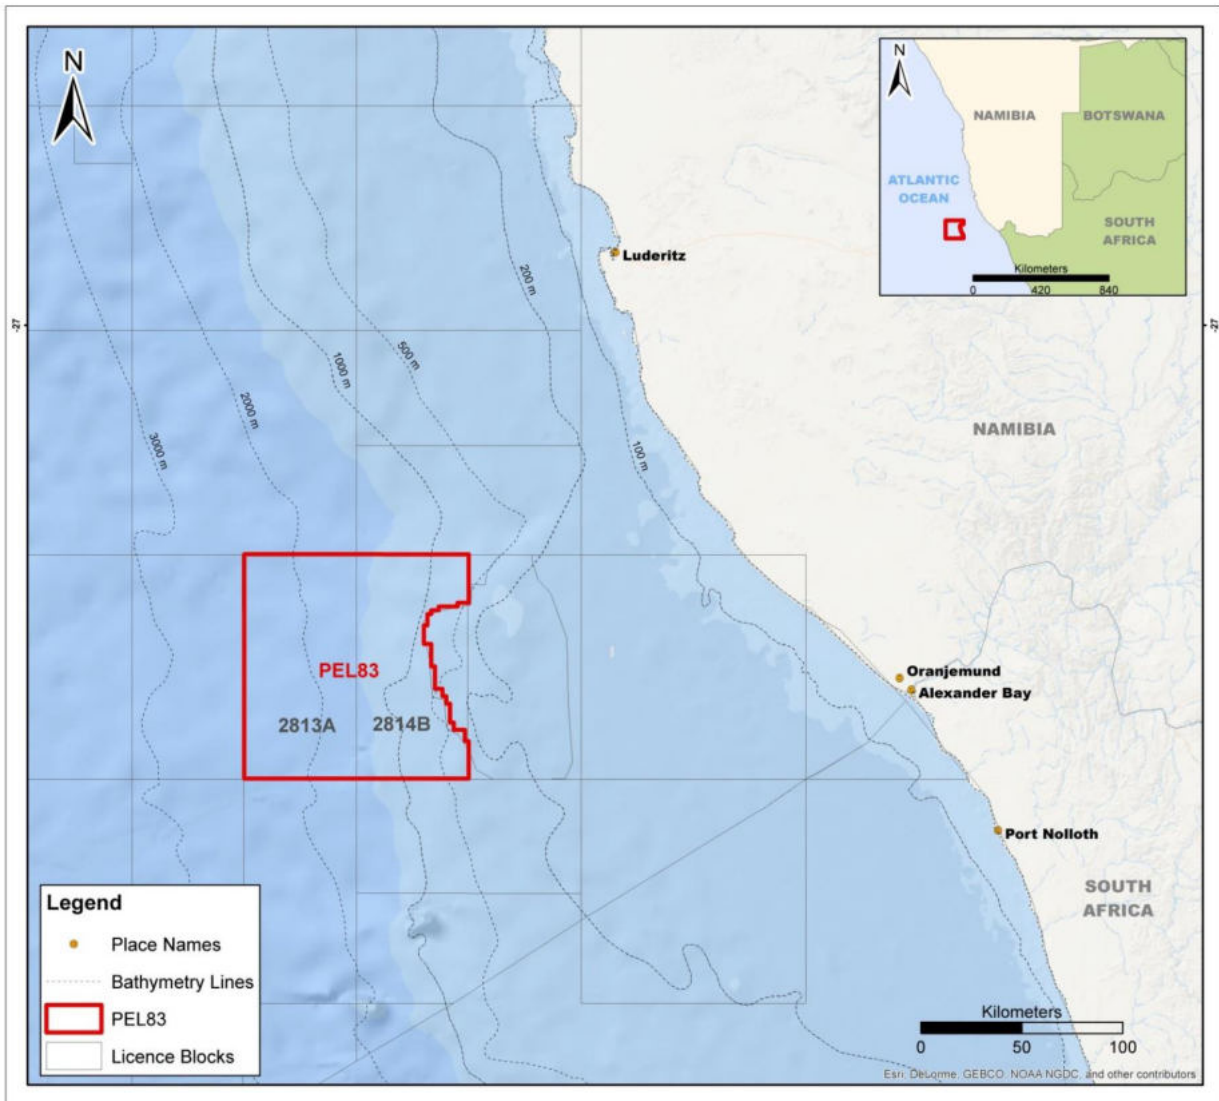 N
N
NAMIBIA
BOTSWANA
ATLANTIC
OCEAN
SOUTH
AFRICA
Kilometers
0 420 840
Luderitz
200 m
-27
-27
500 m
1000 m
2000 m
3000 m
100 m
NAMIBIA
PEL83
2813A
2814B
Oranjemund
Alexander Bay
Port Nolloth
SOUTH
AFRICA
Legend
Place Names
Bathymetry Lines
PEL83
Licence Blocks
Kilometers
0 50 100
Esri, DeLorme, GEBCO, NOAA NGDC, and other contributors